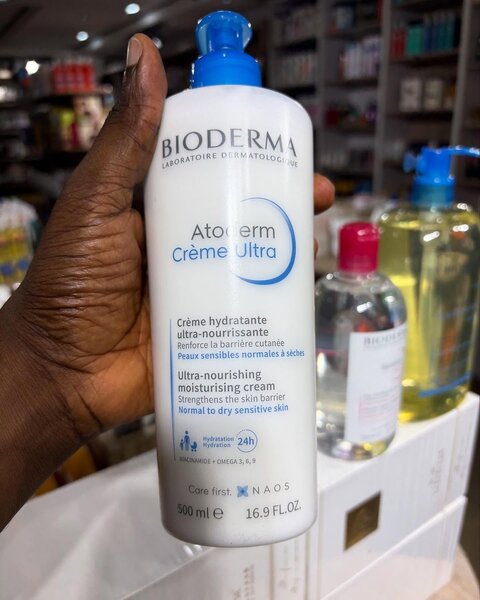 BIODERMA
LABORATOIRE DERMATOLOGIQUE
Atoderm
Crème Ultra
Crème hydratante
ultra-nourrissante
Renforce la barrière cutanée
Peaux sensibles normales à sèches
Ultra-nourishing
moisturising cream
Strengthens the skin barrier
Normal to dry sensitive skin
Hydratation
Hydration
24h
NIACINAMIDE + OMEGA 3, 6, 9
Care first.
NAOS
500 ml e 16.9 FL.OZ.
BIODERMA